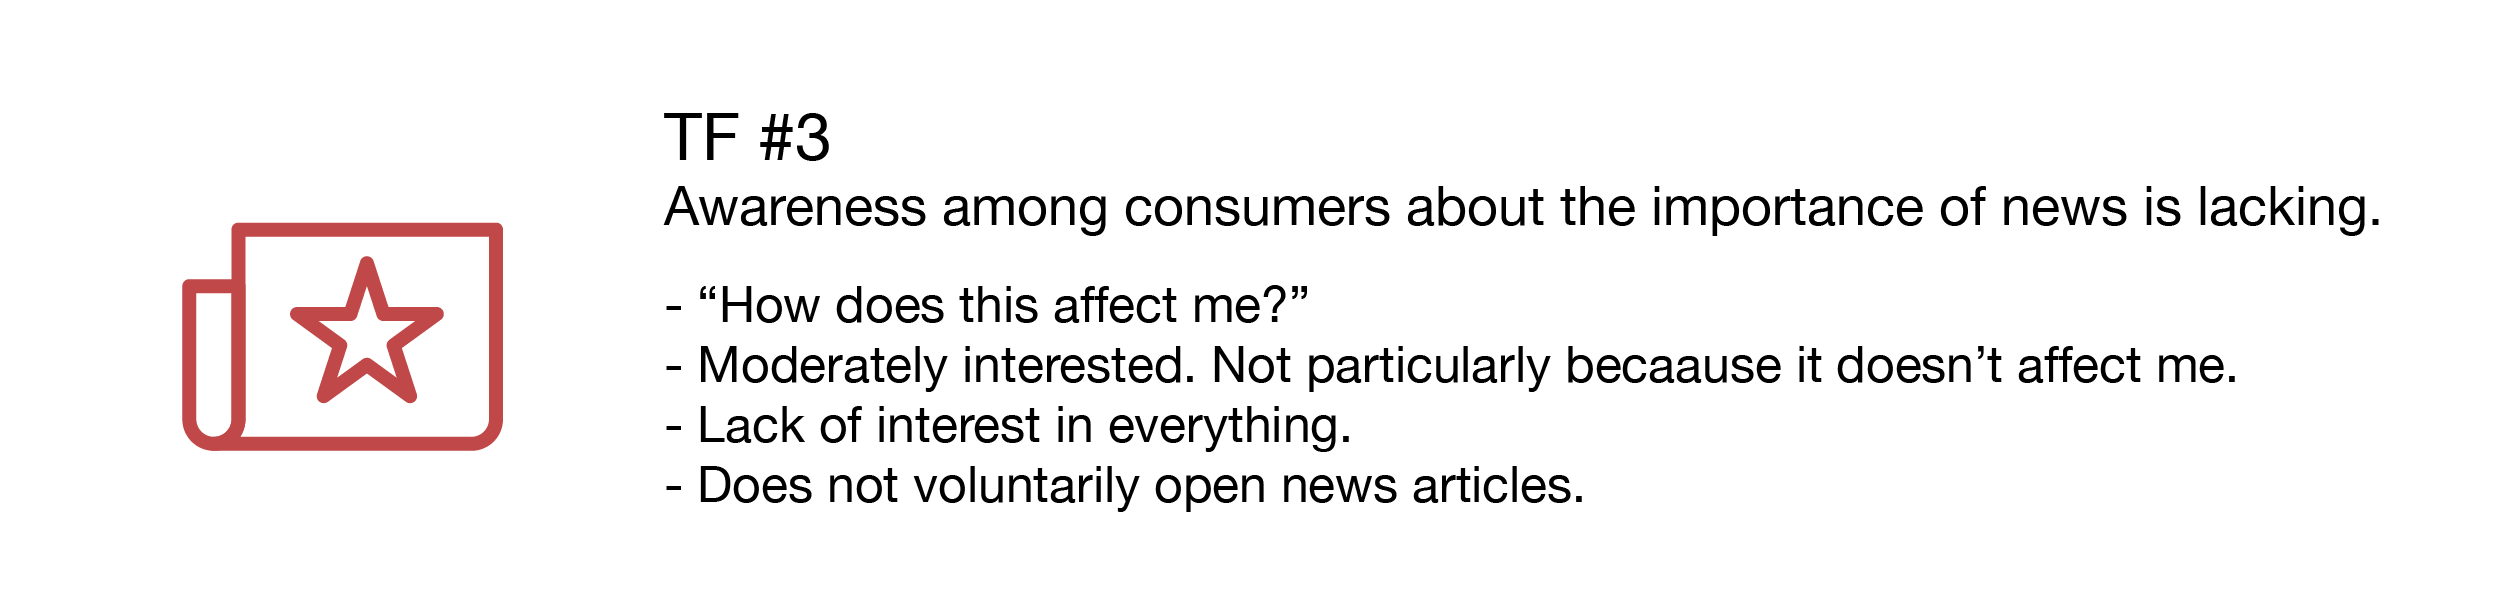 TF #3
Awareness among consumers about the importance of news is lacking.
- “How does this affect me?”
- Moderately interested. Not particularly becaause it doesn’t affect me.
- Lack of interest in everything.
- Does not voluntarily open news articles.